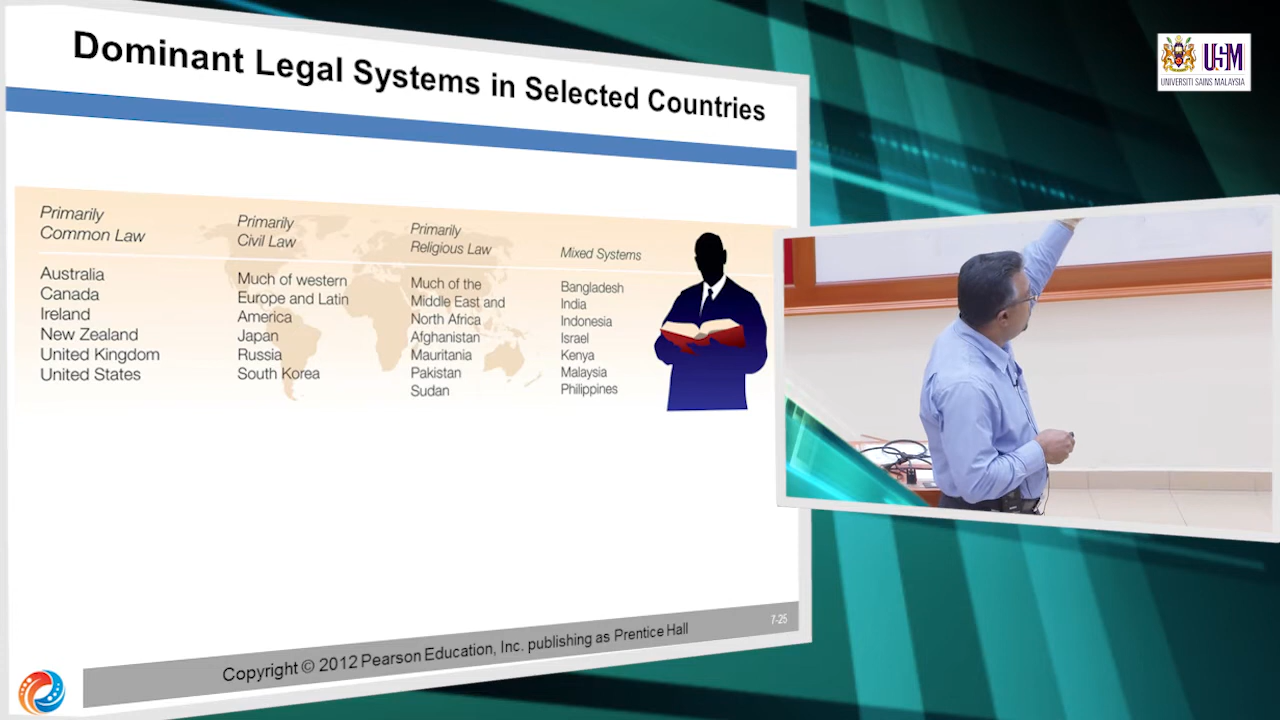 Dominant Legal Systems in Selected Countries
Primarily
Common Law
Australia
Canada
Ireland
New Zealand
United Kingdom
United States
Primarily
Civil Law
Much of western
Europe and Latin
America
Japan
Russia
South Korea
Primarily
Religious Law
Much of the
Middle East and
North Africa
Afghanistan
Mauritania
Pakistan
Sudan
Mixed Systems
Bangladesh
India
Indonesia
Israel
Kenya
Malaysia
Philippines
Copyright © 2012 Pearson Education, Inc. publishing as Prentice Hall
7-25
USM
UNIVERSITI SAINS MALAYSIA